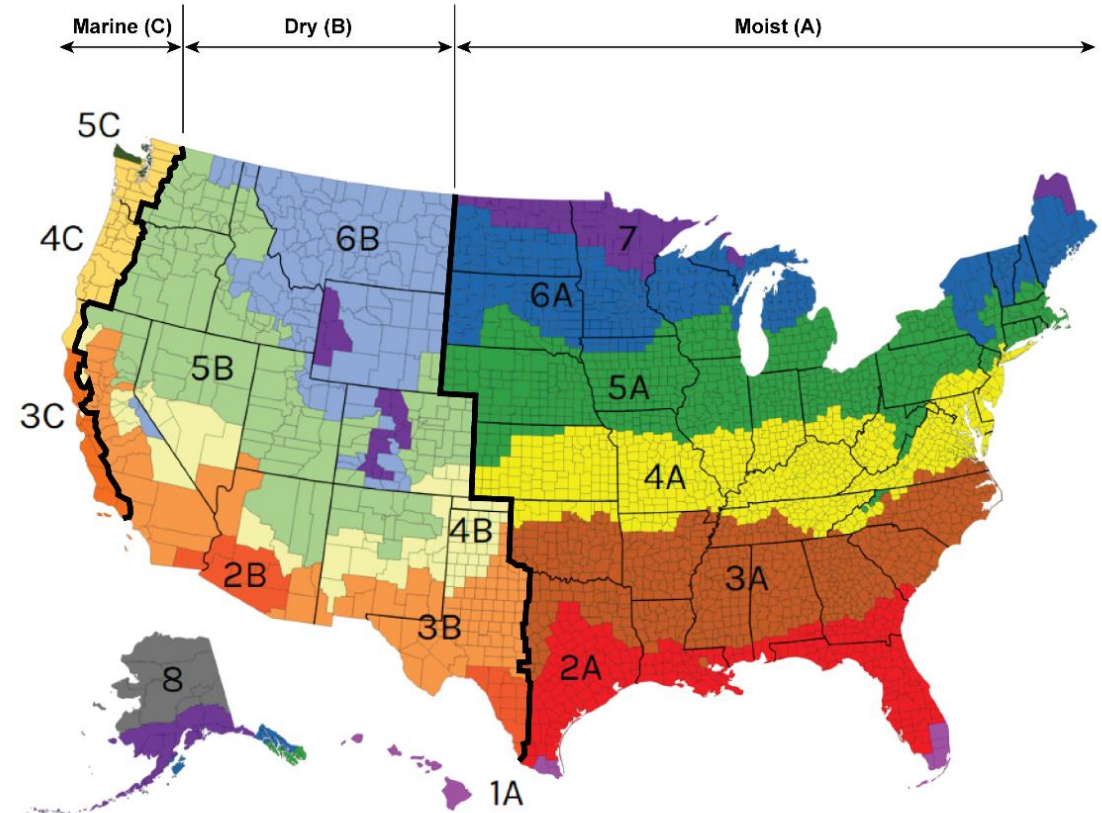 Marine (C)
Dry (B)
Moist (A)
5C
4C
6B
7
6A
5B
5A
3C
4A
4B
2B
3A
3B
2A
8
1A